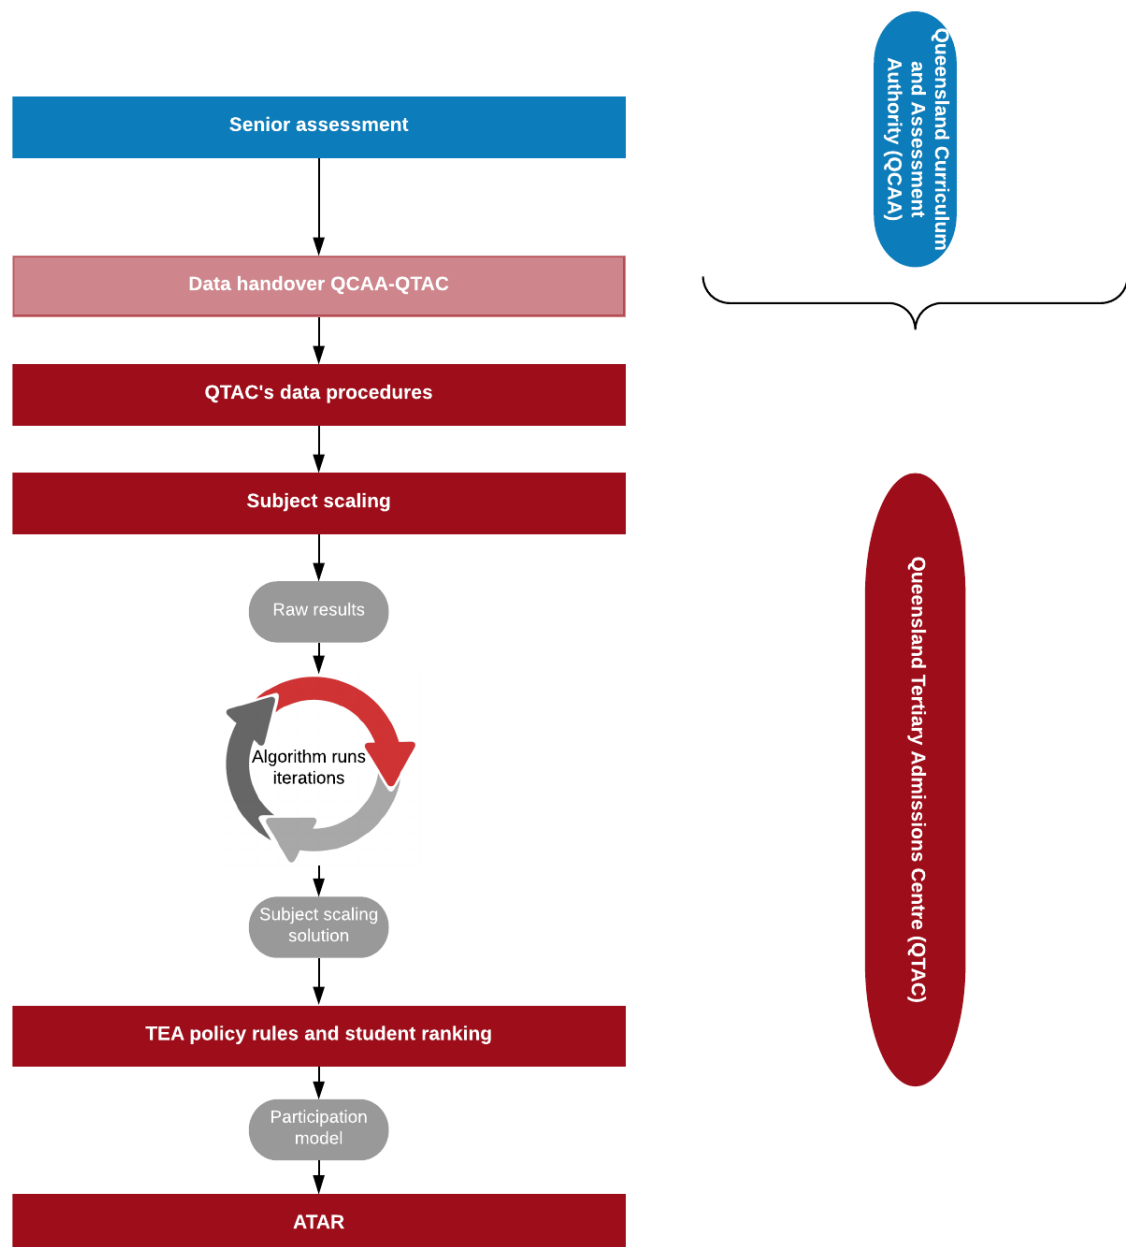 Senior assessment
Data handover QCAA-QTAC
QTAC's data procedures
Subject scaling
Raw results
Algorithm runs
iterations
Subject scaling
solution
TEA policy rules and student ranking
Participation
model
ATAR
Queensland Curriculum
and Assessment
Authority (QCAA)
Queensland Tertiary Admissions Centre (QTAC)